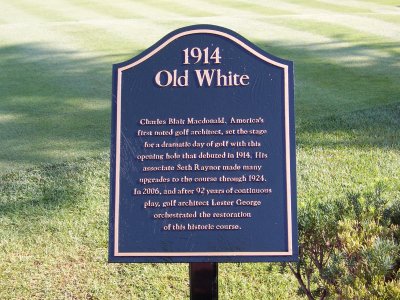 1914
Old White
Charles Blair Macdonald, America's
first noted golf architect, set the stage
for a dramatic day of golf with this
opening hole that debuted in 1914. His
associate Seth Raynor made many
upgrades to the course through 1924.
In 2006, and after 92 years of continuous
play, golf architect Lester George
orchestrated the restoration
of this historic course.